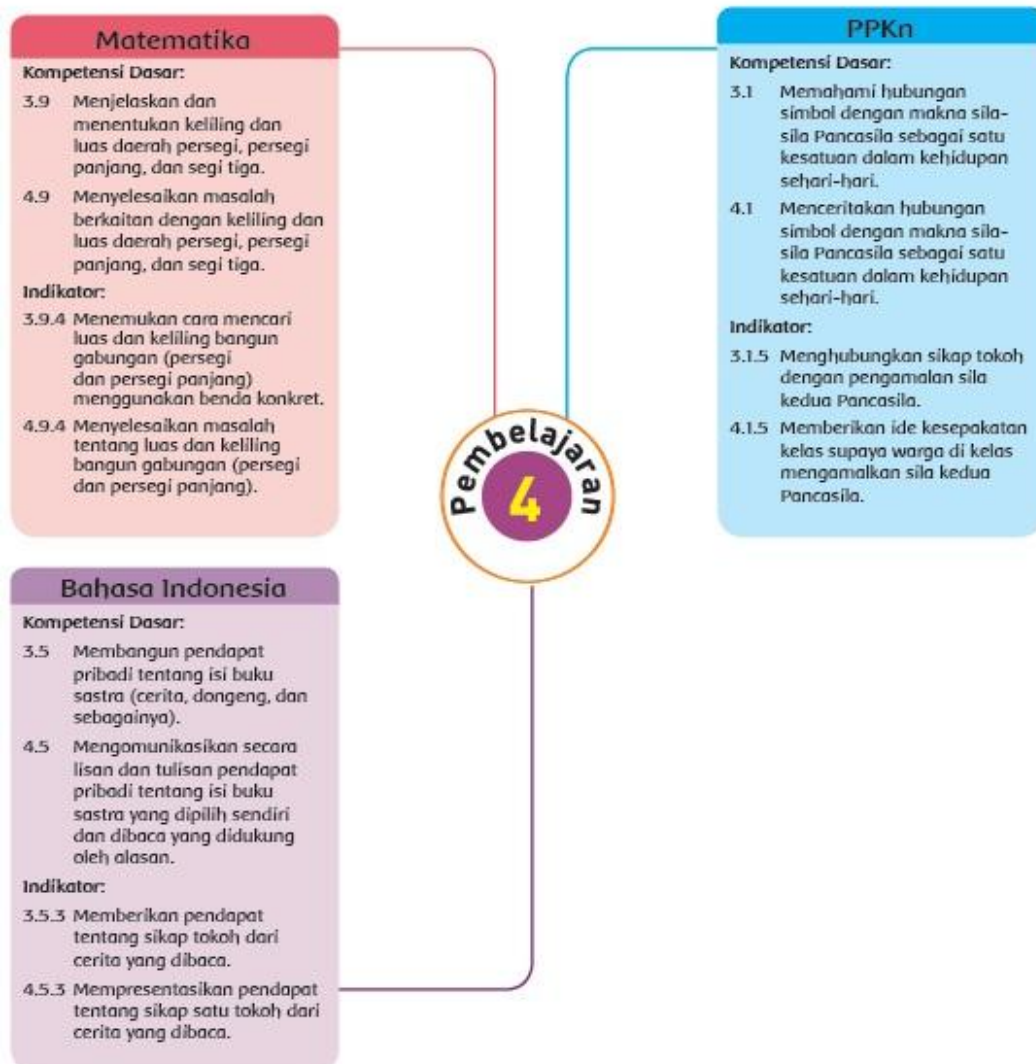 Matematika
Kompetensi Dasar:
3.9 Menjelaskan dan
menentukan keliling dan
luas daerah persegi, persegi
panjang, dan segi tiga.
4.9 Menyelesaikan masalah
berkaitan dengan keliling dan
luas daerah persegi, persegi
panjang, dan segi tiga.
Indikator:
3.9.4 Menemukan cara mencari
luas dan keliling bangun
gabungan (persegi
dan persegi panjang)
menggunakan benda konkret.
4.9.4 Menyelesaikan masalah
tentang luas dan keliling
bangun gabungan (persegi
dan persegi panjang).
PPKn
Kompetensi Dasar:
3.1 Memahami hubungan
simbol dengan makna sila-
sila Pancasila sebagai satu
kesatuan dalam kehidupan
sehari-hari.
4.1 Menceritakan hubungan
simbol dengan makna sila-
sila Pancasila sebagai satu
kesatuan dalam kehidupan
sehari-hari.
Indikator:
3.1.5 Menghubungkan sikap tokoh
dengan pengamalan sila
kedua Pancasila.
4.1.5 Memberikan ide kesepakatan
kelas supaya warga di kelas
mengamalkan sila kedua
Pancasila.
Pembelajaran
4
Bahasa Indonesia
Kompetensi Dasar:
3.5 Membangun pendapat
pribadi tentang isi buku
sastra (cerita, dongeng, dan
sebagainya).
4.5 Mengomunikasikan secara
lisan dan tulisan pendapat
pribadi tentang isi buku
sastra yang dipilih sendiri
dan dibaca yang didukung
oleh alasan.
Indikator:
3.5.3 Memberikan pendapat
tentang sikap tokoh dari
cerita yang dibaca.
4.5.3 Mempresentasikan pendapat
tentang sikap satu tokoh dari
cerita yang dibaca.